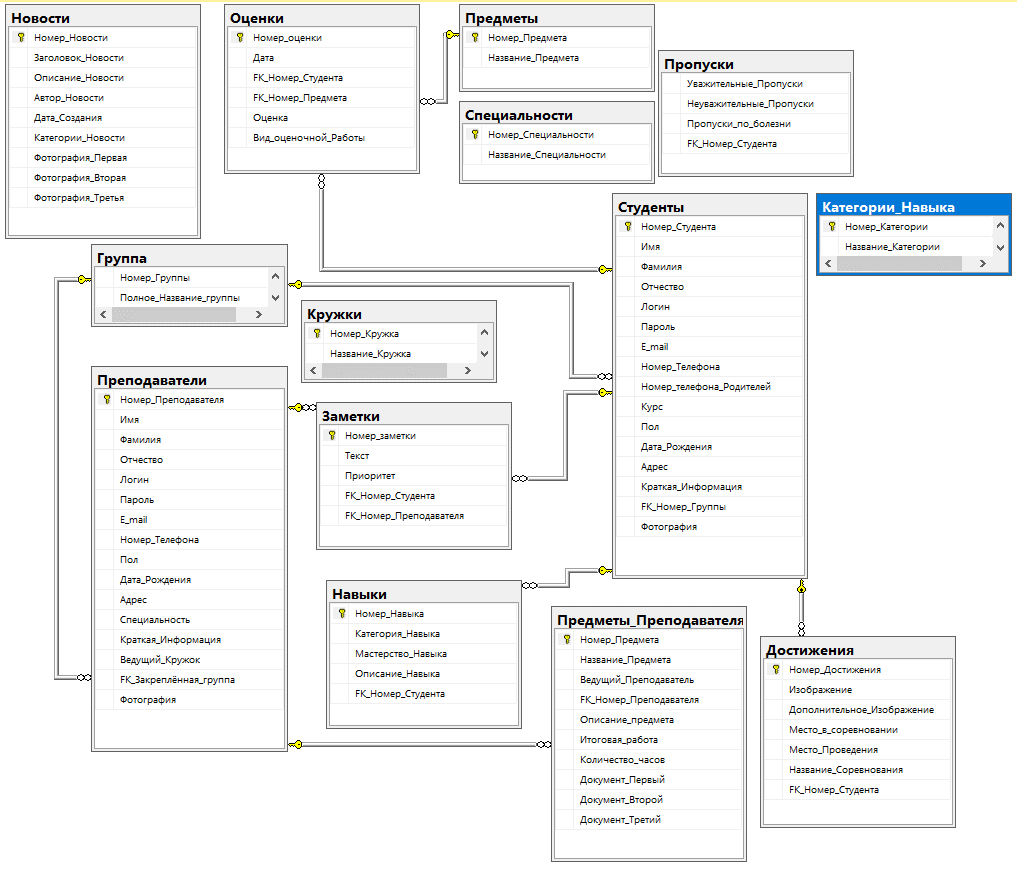 Новости
Номер_Новости
Заголовок_Новости
Описание_Новости
Автор_Новости
Дата_Создания
Категории_Новости
Фотография_Первая
Фотография_Вторая
Фотография_Третья
Оценки
Номер_оценки
Дата
FK_Номер_Студента
FK_Номер_Предмета
Оценка
Вид_оценочной_Работы
Предметы
Номер_Предмета
Название_Предмета
Специальности
Номер_Специальности
Название_Специальности
Пропуски
Уважительные_Пропуски
Неуважительные_Пропуски
Пропуски_по_болезни
FK_Номер_Студента
Студенты
Номер_Студента
Имя
Фамилия
Отчество
Логин
Пароль
E_mail
Номер_Телефона
Номер_телефона_Родителей
Курс
Пол
Дата_Рождения
Адрес
Краткая_Информация
FK_Номер_Группы
Фотография
Категории_Навыка
Номер_Категории
Название_Категории
Группа
Номер_Группы
Полное_Название_группы
Кружки
Номер_Кружка
Название_Кружка
Преподаватели
Номер_Преподавателя
Имя
Фамилия
Отчество
Логин
Пароль
E_mail
Номер_Телефона
Пол
Дата_Рождения
Адрес
Специальность
Краткая_Информация
Ведущий_Кружок
FK_Закреплённая_группа
Фотография
Заметки
Номер_заметки
Текст
Приоритет
FK_Номер_Студента
FK_Номер_Преподавателя
Навыки
Номер_Навыка
Категория_Навыка
Мастерство_Навыка
Описание_Навыка
FK_Номер_Студента
Предметы_Преподавателя
Номер_Предмета
Название_Предмета
Ведущий_Преподаватель
FK_Номер_Преподавателя
Описание_предмета
Итоговая_работа
Количество_часов
Документ_Первый
Документ_Второй
Документ_Третий
Достижения
Номер_Достижения
Изображение
Дополнительное_Изображение
Место_в_соревновании
Место_Проведения
Название_Соревнования
FK_Номер_Студента